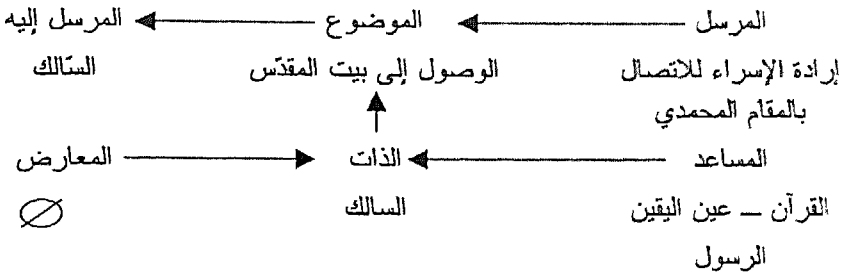 المرسل الموضوع المرسل إليه
إرادة الإسراء للاتصال الوصول إلى بيت المقدّس السّالك
بالمقام المحمدي
المساعد الذات المعارض
القرآن ــ عين اليقين السالك ∅
الرسول